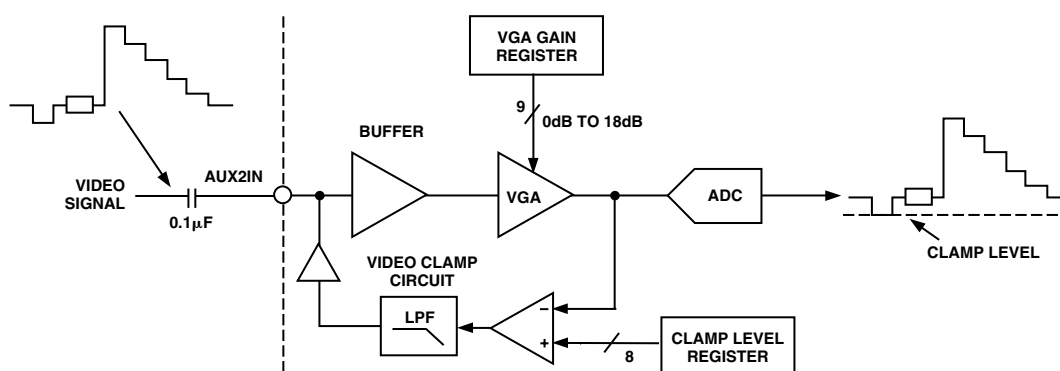 VGA GAIN
REGISTER
9
0dB TO 18dB
BUFFER
AUX2IN
VIDEO
SIGNAL
0.1μF
VGA
ADC
CLAMP LEVEL
VIDEO CLAMP
CIRCUIT
LPF
–
+
8
CLAMP LEVEL
REGISTER